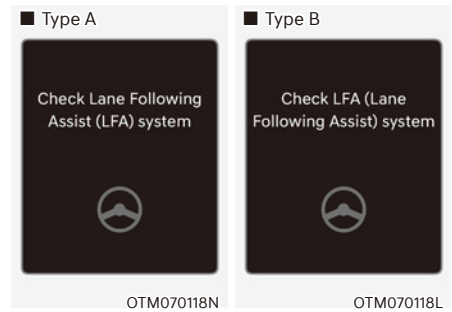 ■ Type A
Check Lane Following
Assist (LFA) system
OTM070118N
■ Type B
Check LFA (Lane
Following Assist) system
OTM070118L